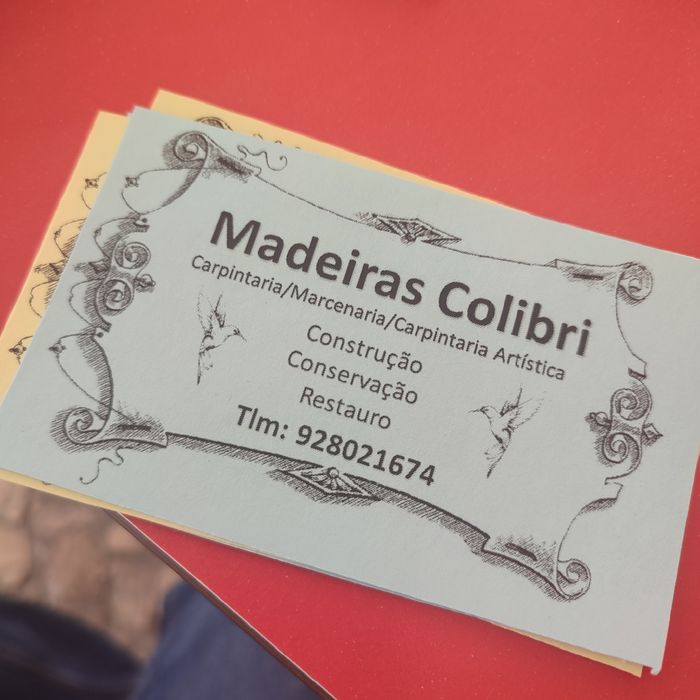 Madeiras Colibri
Carpintaria/Marcenaria/Carpintaria Artística
Construção
Conservação
Restauro
Tlm: 928021674